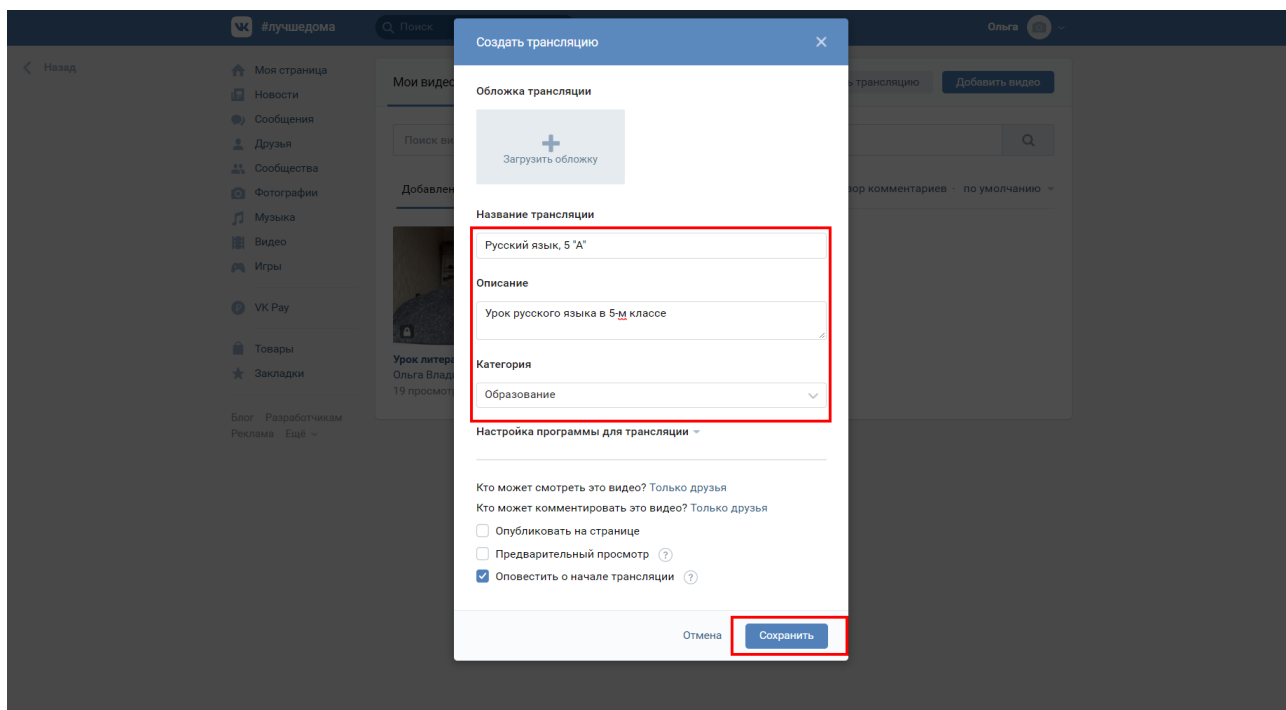 #лучшедома
Поиск
Ольга
Создать трансляцию
Назад
Моя страница
Новости
Сообщения
Друзья
Сообщества
Фотографии
Музыка
Видео
Игры
VK Pay
Товары
Закладки
Блог Разработчикам
Реклама Ещё
Мои видео
трансляцию
Добавить видео
Поиск
по умолчанию
комментариев
Урок
Ольга
19
Обложка трансляции
Загрузить обложку
Название трансляции
Русский язык, 5 "А"
Описание
Урок русского языка в 5-м классе
Категория
Образование
Настройка программы для трансляции
Кто может смотреть это видео? Только друзья
Кто может комментировать это видео? Только друзья
Опубликовать на странице
Предварительный просмотр ?
Оповестить о начале трансляции ?
Отмена
Сохранить